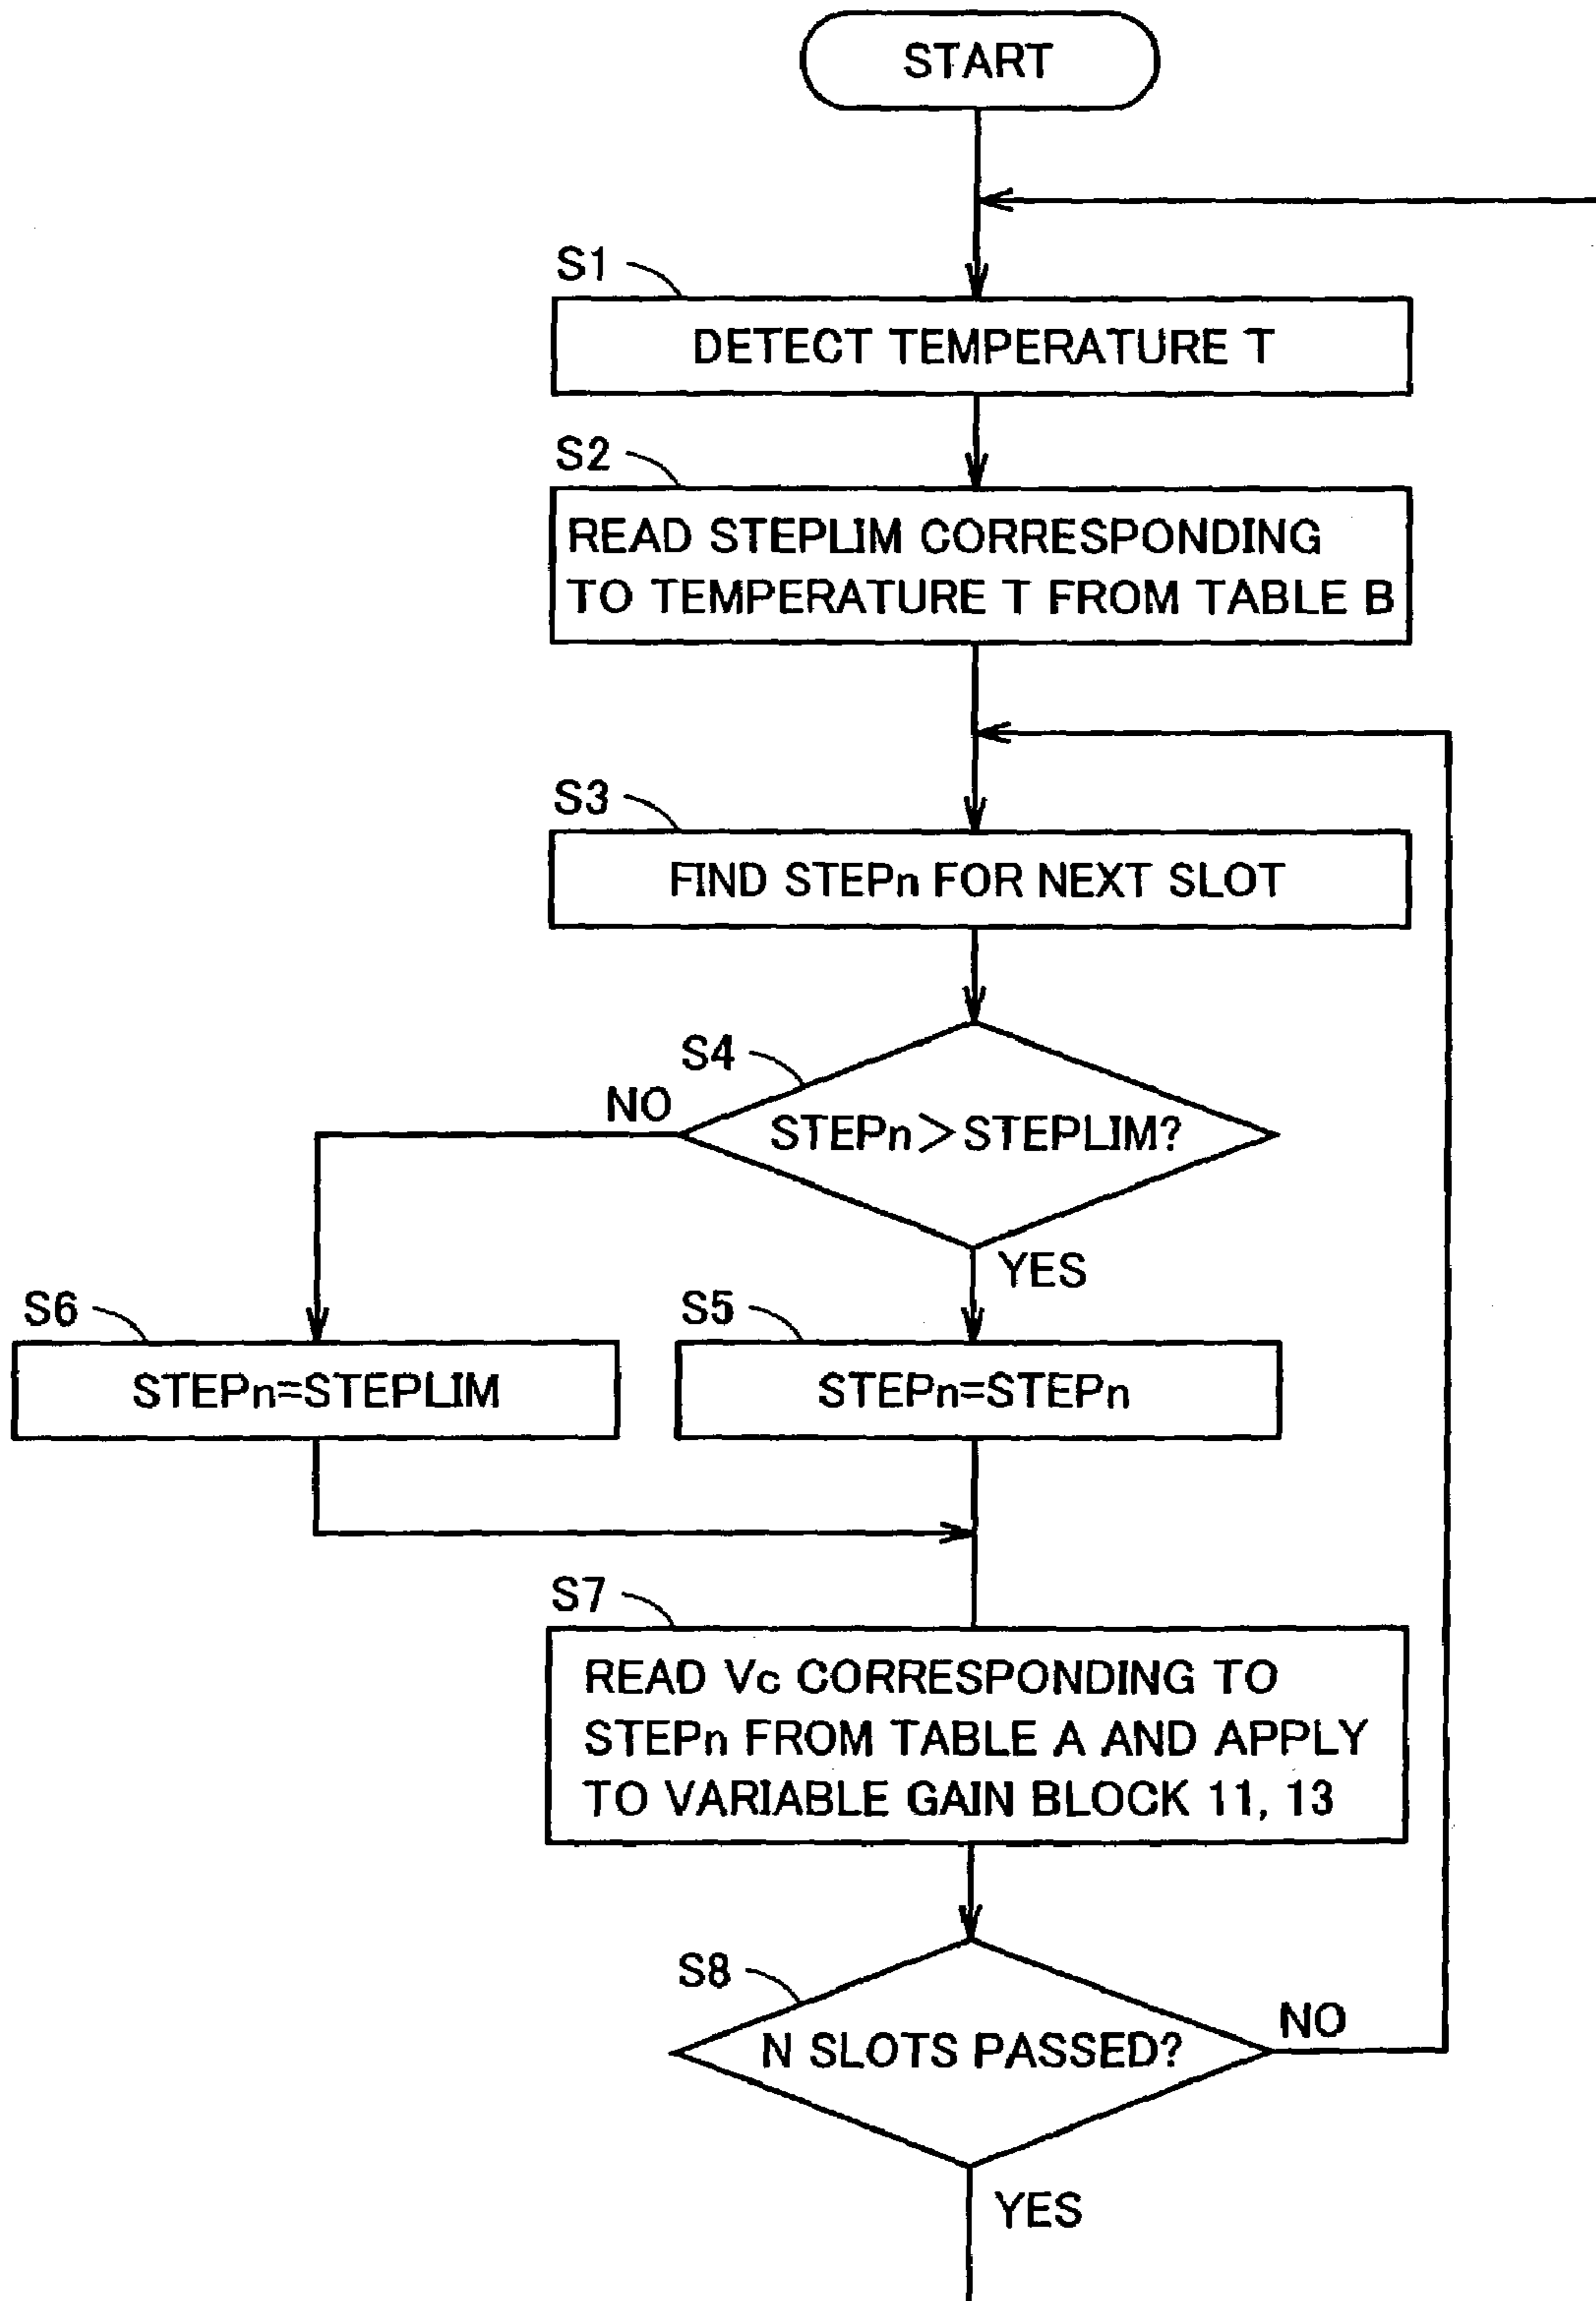 START
S1
DETECT TEMPERATURE T
S2
READ STEPLIM CORRESPONDING
TO TEMPERATURE T FROM TABLE B
S3
FIND STEPn FOR NEXT SLOT
S4
NO
STEPn>STEPLIM?
YES
S6
S5
STEPn=STEPLIM
STEPn=STEPn
S7
READ Vc CORRESPONDING TO
STEPn FROM TABLE A AND APPLY
TO VARIABLE GAIN BLOCK 11, 13
S8
NO
N SLOTS PASSED?
YES